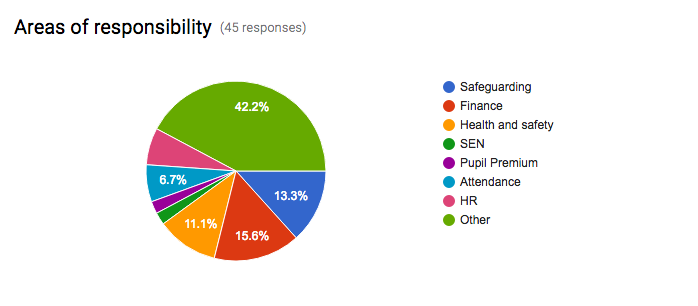 Areas of responsibility (45 responses)
42.2%
6.7%
13.3%
11.1%
15.6%
Safeguarding
Finance
Health and safety
SEN
Pupil Premium
Attendance
HR
Other